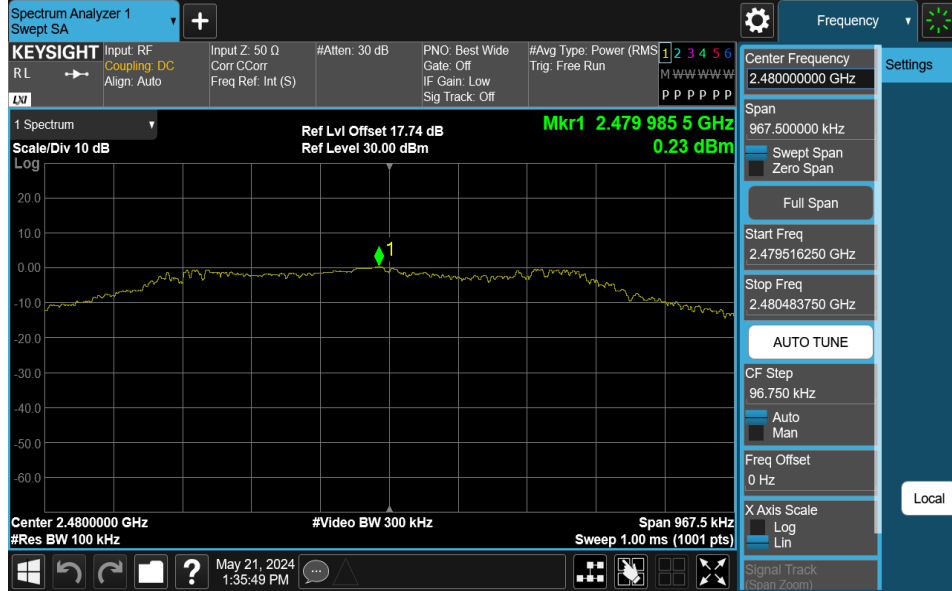 Spectrum Analyzer 1
Swept SA
+
Frequency
KEYSIGHT
RL
LXI
Input: RF
Coupling: DC
Align: Auto
Input Z: 50 Ω
Corr CCorr
Freq Ref: Int (S)
#Atten: 30 dB
PNO: Best Wide
Gate: Off
IF Gain: Low
Sig Track: Off
#Avg Type: Power (RMS
Trig: Free Run
1 2 3 4 5 6
M W W W W W
P P P P P P
1 Spectrum
Scale/Div 10 dB
Log
Ref Lvl Offset 17.74 dB
Ref Level 30.00 dBm
Mkr1 2.479 985 5 GHz
0.23 dBm
20.0
10.0
0.00
-10.0
-20.0
-30.0
-40.0
-50.0
-60.0
1
Center 2.4800000 GHz
#Res BW 100 kHz
#Video BW 300 kHz
Span 967.5 kHz
Sweep 1.00 ms (1001 pts)
?
May 21, 2024
1:35:49 PM
Center Frequency
2.480000000 GHz
Span
967.500000 kHz
Swept Span
Zero Span
Full Span
Start Freq
2.479516250 GHz
Stop Freq
2.480483750 GHz
AUTO TUNE
CF Step
96.750 kHz
Auto
Man
Freq Offset
0 Hz
X Axis Scale
Log
Lin
Signal Track
(Span Zoom)
Settings
Local